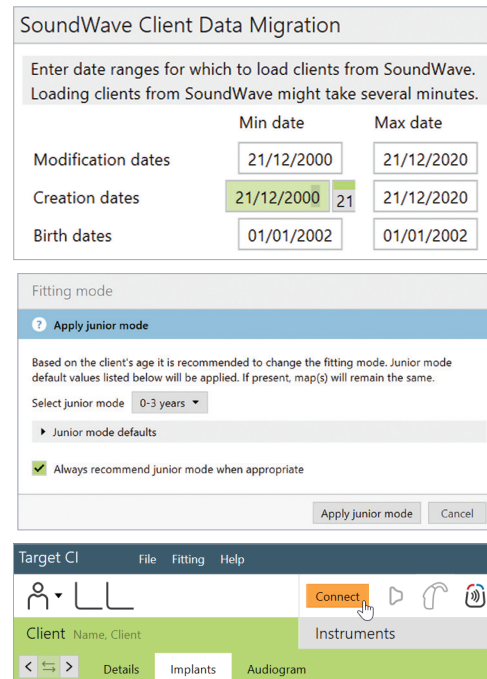 SoundWave Client Data Migration
Enter date ranges for which to load clients from SoundWave.
Loading clients from SoundWave might take several minutes.
Min date Max date
Modification dates 21/12/2000 21/12/2020
Creation dates 21/12/2000 21 21/12/2020
Birth dates 01/01/2002 01/01/2002
Fitting mode
? Apply junior mode
Based on the client's age it is recommended to change the fitting mode. Junior mode
default values listed below will be applied. If present, map(s) will remain the same.
Select junior mode 0-3 years
Junior mode defaults
Always recommend junior mode when appropriate
Apply junior mode Cancel
Target CI File Fitting Help
Connect
Client Name, Client Instruments
Details Implants Audiogram